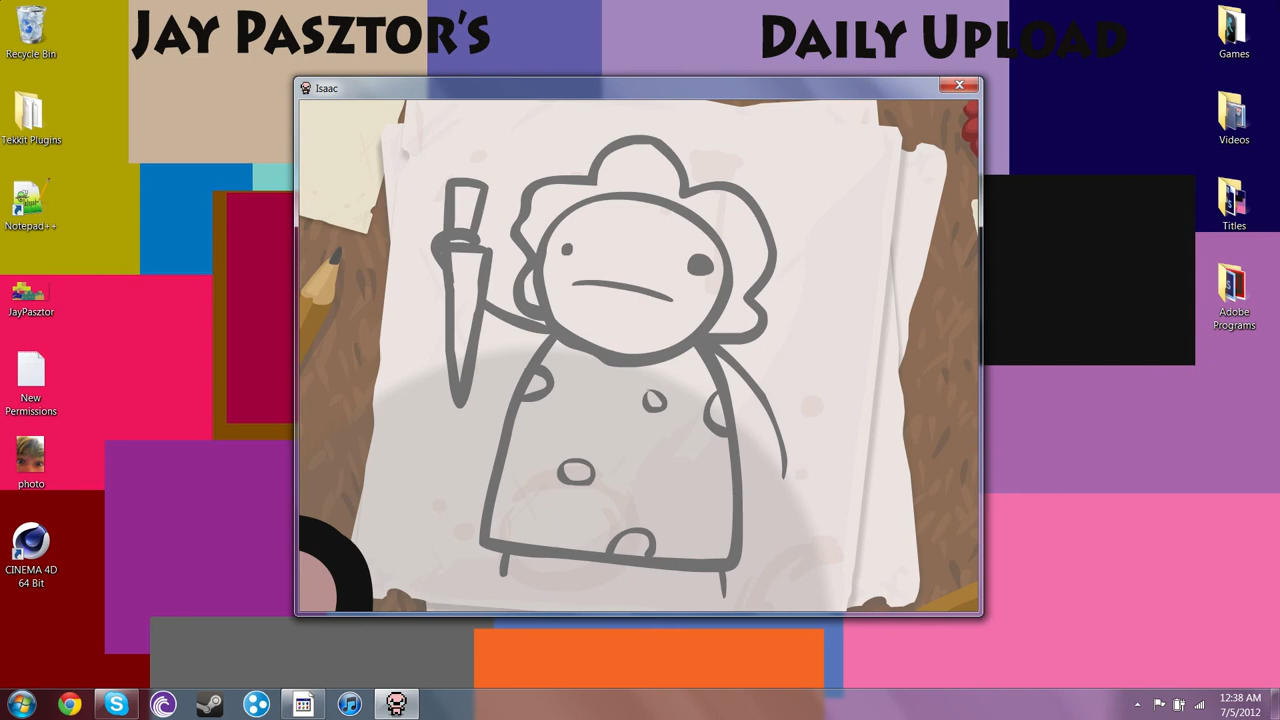 Jay Pasztor's
Daily Upload
Recycle Bin
Tekkit Plugins
Notepad++
JayPasztor
New
Permissions
photo
CINEMA 4D
64 Bit
Isaac
Games
Videos
Titles
Adobe
Programs
12:38 AM
7/5/2012